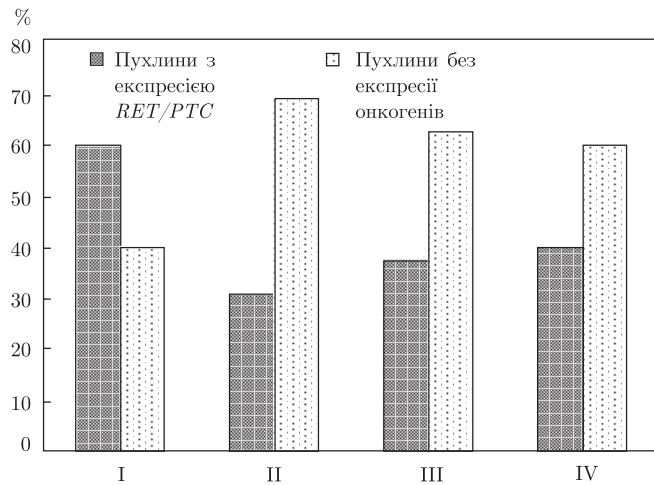 %
80
70
60
50
40
30
20
10
0
Пухлини з
експресією
RET/PTC
Пухлини без
експресії
онкогенів
I II III IV